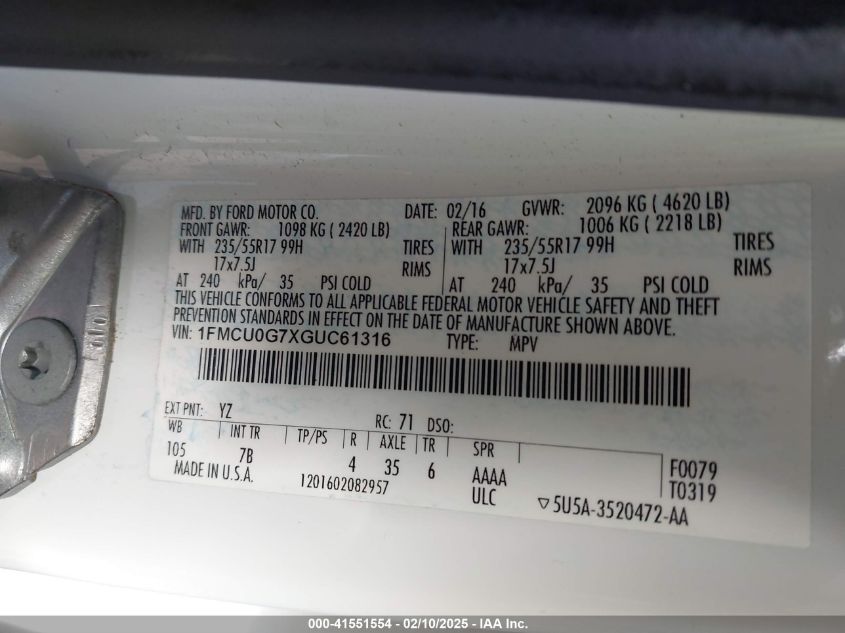 MFD. BY FORD MOTOR CO. DATE: 02/16 GVWR: 2096 KG ( 4620 LB)
FRONT GAWR: 1098 KG ( 2420 LB) REAR GAWR: 1006 KG ( 2218 LB)
WITH 235/55R17 99H TIRES WITH 235/55R17 99H TIRES
17x7.5J RIMS 17x7.5J RIMS
AT 240 kPa/ 35 PSI COLD AT 240 kPa/ 35 PSI COLD
THIS VEHICLE CONFORMS TO ALL APPLICABLE FEDERAL MOTOR VEHICLE SAFETY AND THEFT
PREVENTION STANDARDS IN EFFECT ON THE DATE OF MANUFACTURE SHOWN ABOVE.
VIN: 1FMCU0G7XGUC61316 TYPE: MPV
EXT PNT: YZ RC: 71 DSO:
WB INT TR TP/PS R AXLE TR SPR
105 7B 4 35 6 AAAA F0079
MADE IN U.S.A. 1201602082957 ULC T0319
▽5U5A-3520472-AA
000-41551554 - 02/10/2025 - IAA Inc.